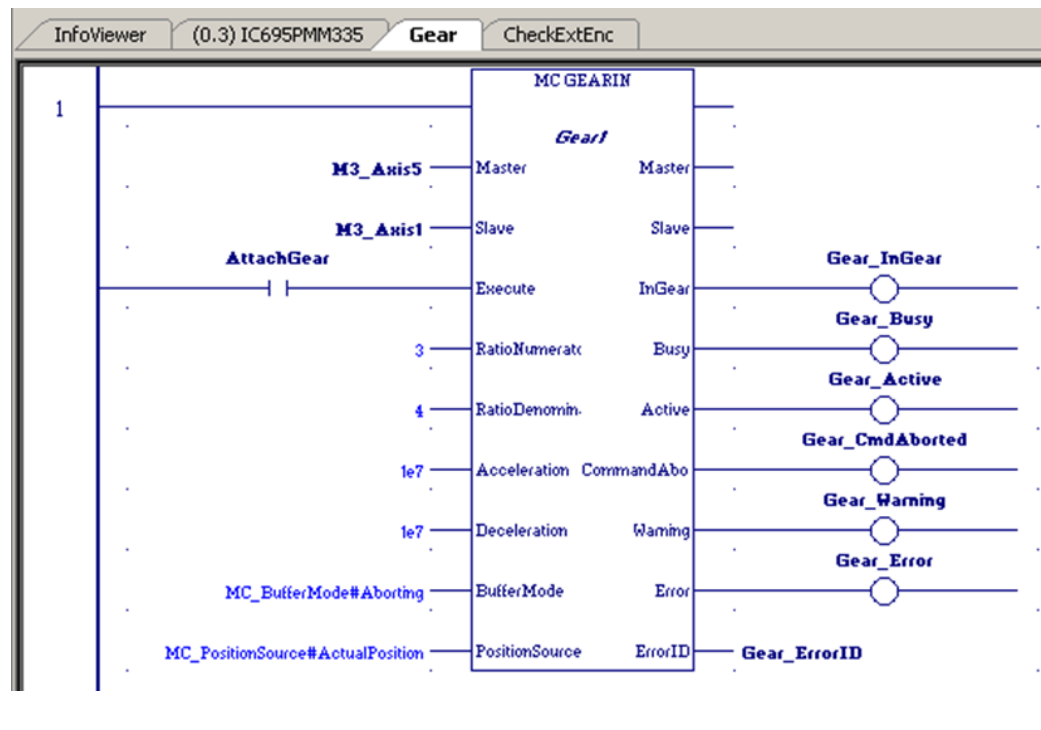 InfoViewer (0.3) IC695PMM335 Gear CheckExtEnc
1
MC GEARIN
Gear1
M3_Axis5 Master Master
M3_Axis1 Slave Slave
AttachGear Gear_InGear
Execute InGear
Gear_Busy
3 RatioNumeratc Busy
Gear_Active
4 RatioDenomin. Active
Gear_CmdAborted
1e7 Acceleration CommandAbo
Gear_Warning
1e7 Deceleration Warning
Gear_Error
MC_BufferMode#Aborting BufferMode Error
MC_PositionSource#ActualPosition PositionSource ErrorID Gear_ErrorID